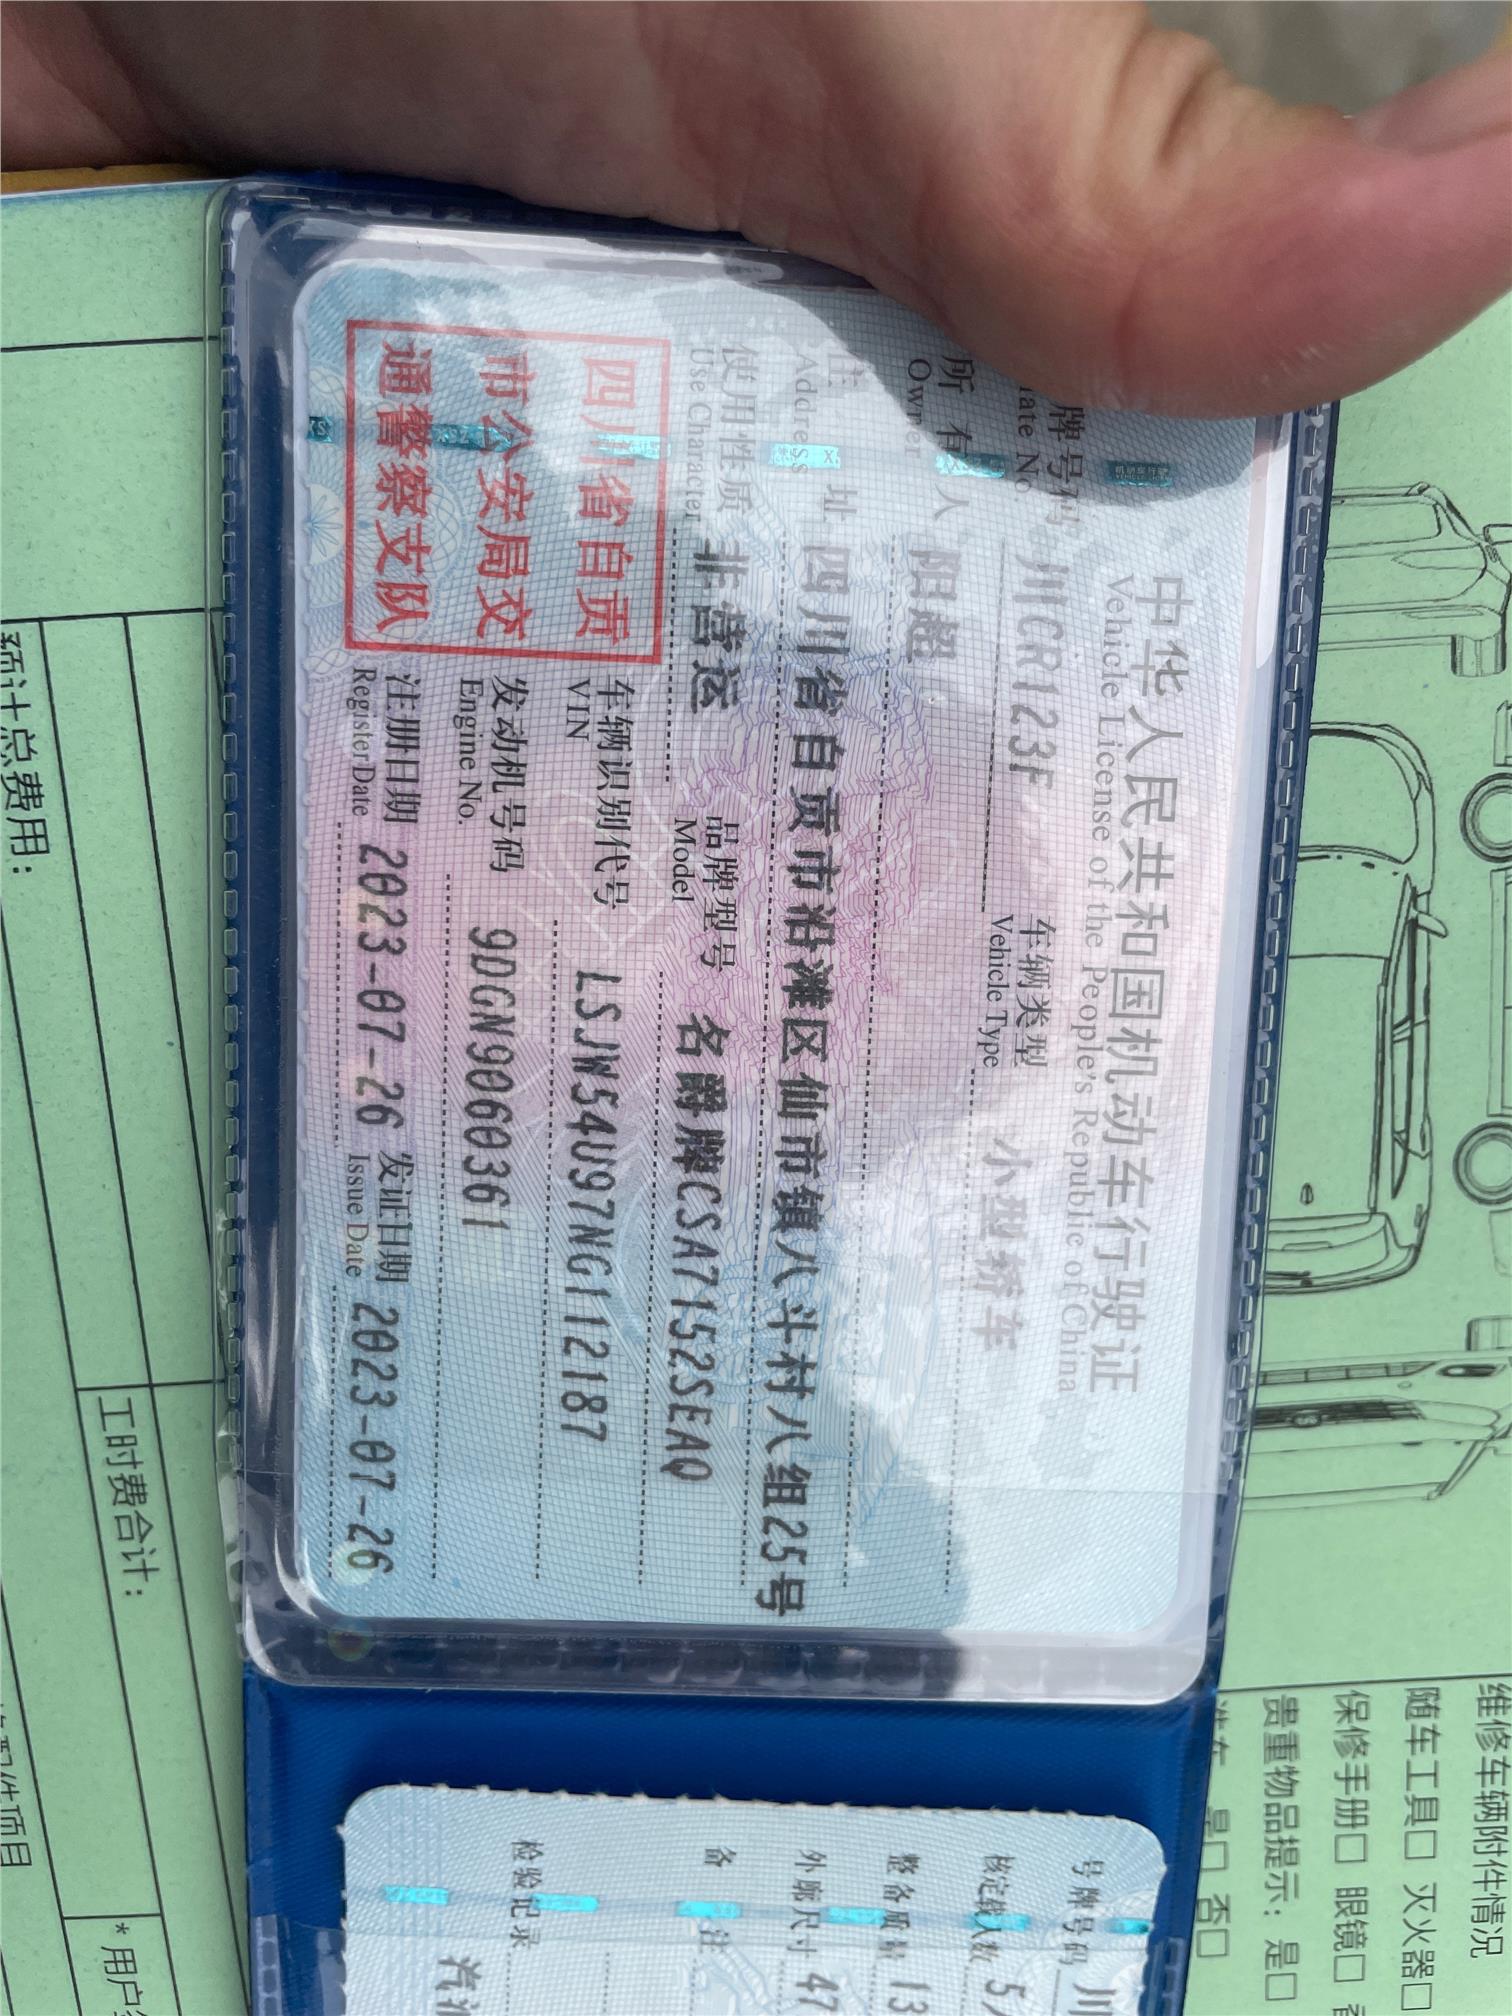 中华人民共和国机动车行驶证
Vehicle License of the People's Republic of China
牌号码 川CR123F 车辆类型 小型轿车
late No. Vehicle Type
所有人 阳超
Owner
住址 四川省自贡市沿滩区仙市镇八斗村八组25号
Address
使用性质 非营运 品牌型号 名爵牌CSA7152SEAQ
Use Character Model
四川省自贡
市公安局交
通警察支队
车辆识别代号 LSJW54U97NG112187
VIN
发动机号码 9DGN9060361
Engine No.
注册日期 2023-07-26 发证日期 2023-07-26
Register Date Issue Date
号牌号码 川
核定载人数 5
整备质量 13
外廓尺寸 47
备注
检验记录
维修车辆附件情况
随车工具□ 灭火器□
保修手册□ 眼镜□
贵重物品提示：是□
洗车 是□ 否□
预计总费用：
工时费合计：
*用户